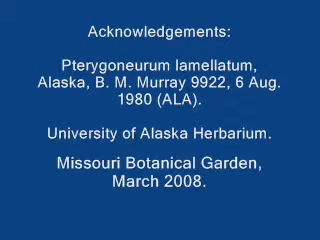 Acknowledgements:
Pterygoneurum lamellatum,
Alaska, B. M. Murray 9922, 6 Aug.
1980 (ALA).
University of Alaska Herbarium.
Missouri Botanical Garden,
March 2008.